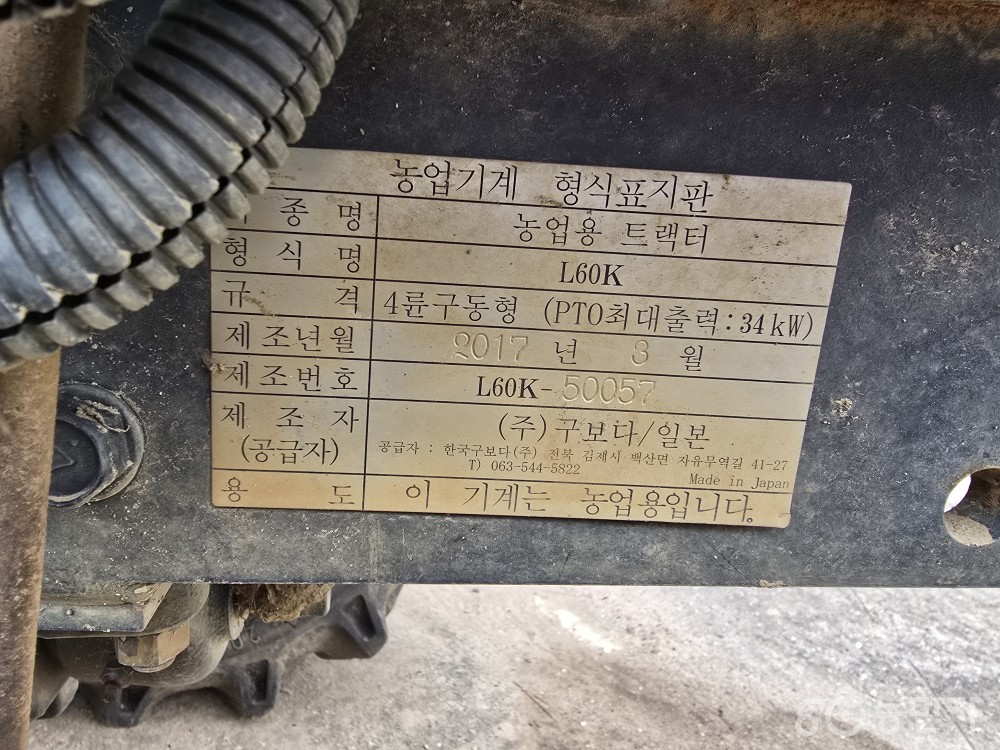 농업기계 형식표지판
종 명 농업용 트랙터
형 식 명 L60K
규 격 4륜구동형 (PTO최대출력:34kW)
제조년월 2017 년 3 월
제조번호 L60K-50057
제 조 자 (주)구보다/일본
(공급자) 공급자 : 한국구보다(주) 전북 김제시 백산면 자유무역길 41-27
T) 063-544-5822
Made in Japan
용 도 이 기계는 농업용입니다.